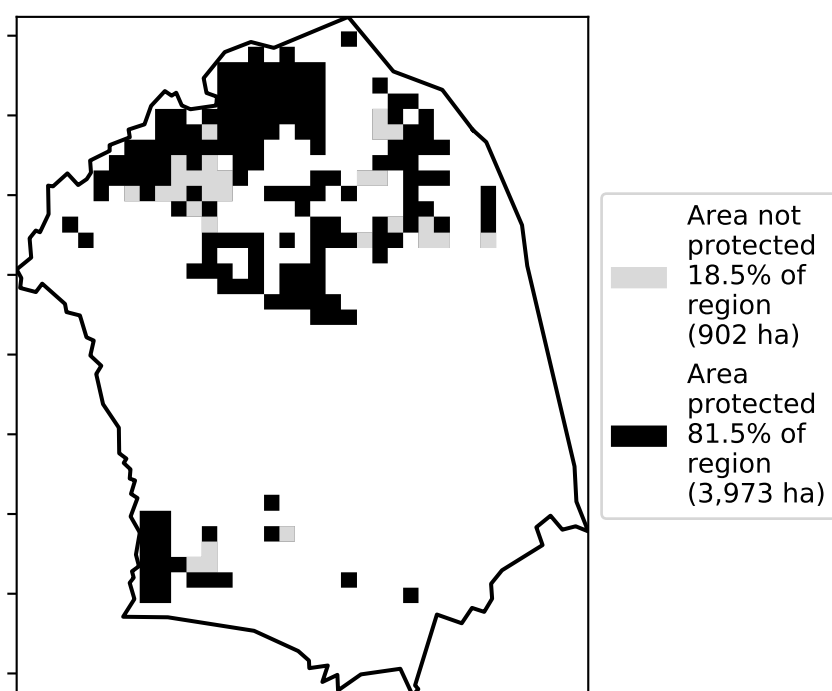 Area not
protected
18.5% of
region
(902 ha)
Area
protected
81.5% of
region
(3,973 ha)